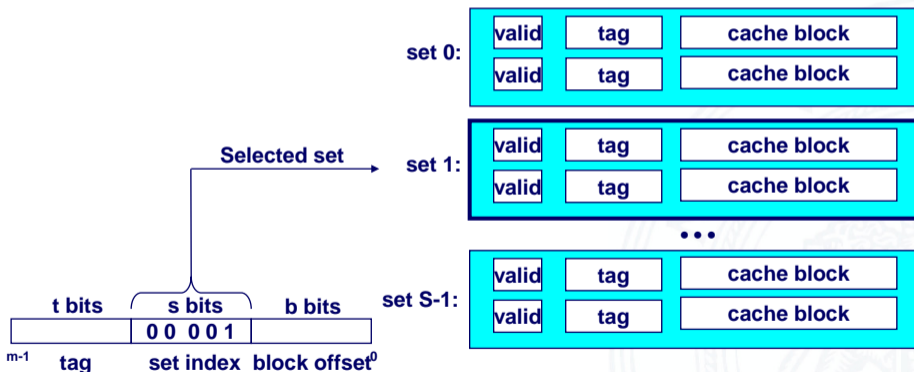 set 0:
valid tag cache block
valid tag cache block
Selected set
set 1:
valid tag cache block
valid tag cache block
• • •
set S-1:
valid tag cache block
valid tag cache block
t bits s bits b bits
0 0 0 0 1
m-1 0
tag set index block offset